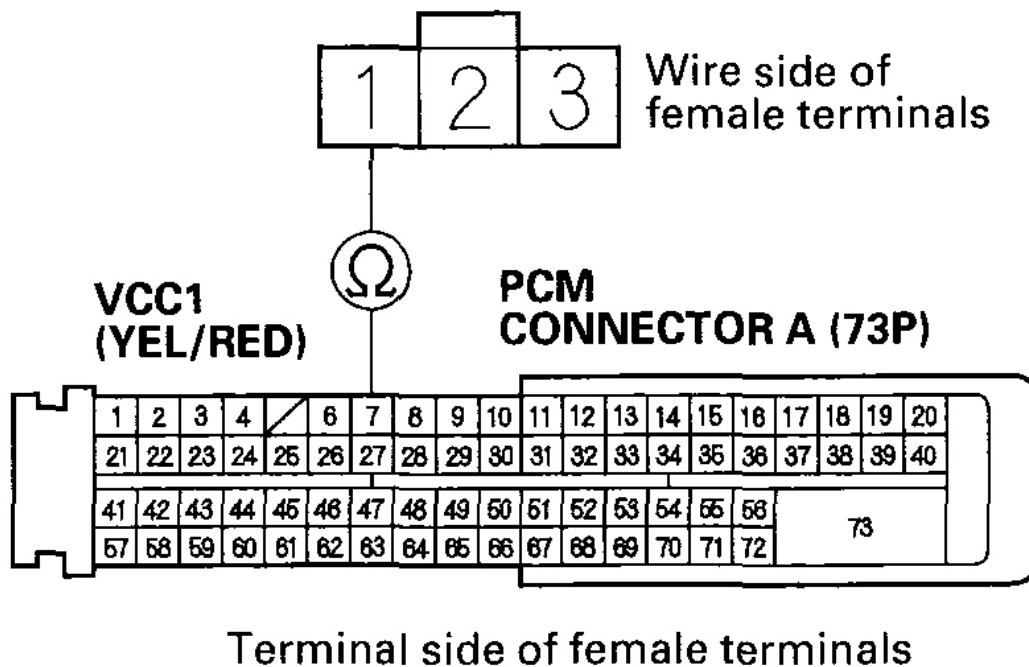 1 2 3
Wire side of
female terminals
Ω
VCC1
(YEL/RED)
PCM
CONNECTOR A (73P)
1 2 3 4 6 7 8 9 10 11 12 13 14 15 16 17 18 19 20
21 22 23 24 25 26 27 28 29 30 31 32 33 34 35 36 37 38 39 40
41 42 43 44 45 46 47 48 49 50 51 52 53 54 55 56
73
57 58 59 60 61 62 63 64 65 66 67 68 69 70 71 72
Terminal side of female terminals